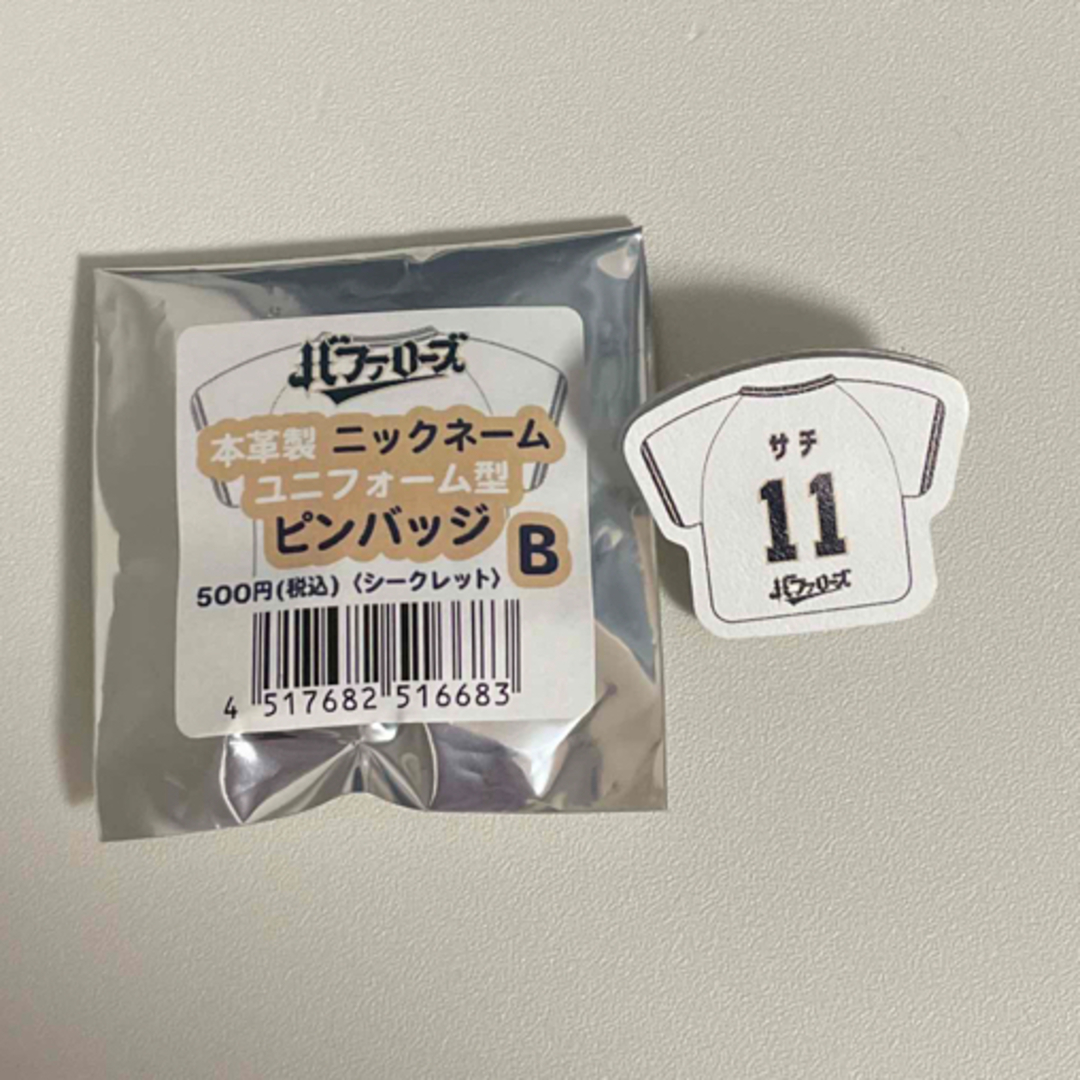 バファローズ
本革製 ニックネーム
ユニフォーム型
ピンバッジ B
500円(税込)〈シークレット〉
4 517682 516683
サチ
11
バファローズ